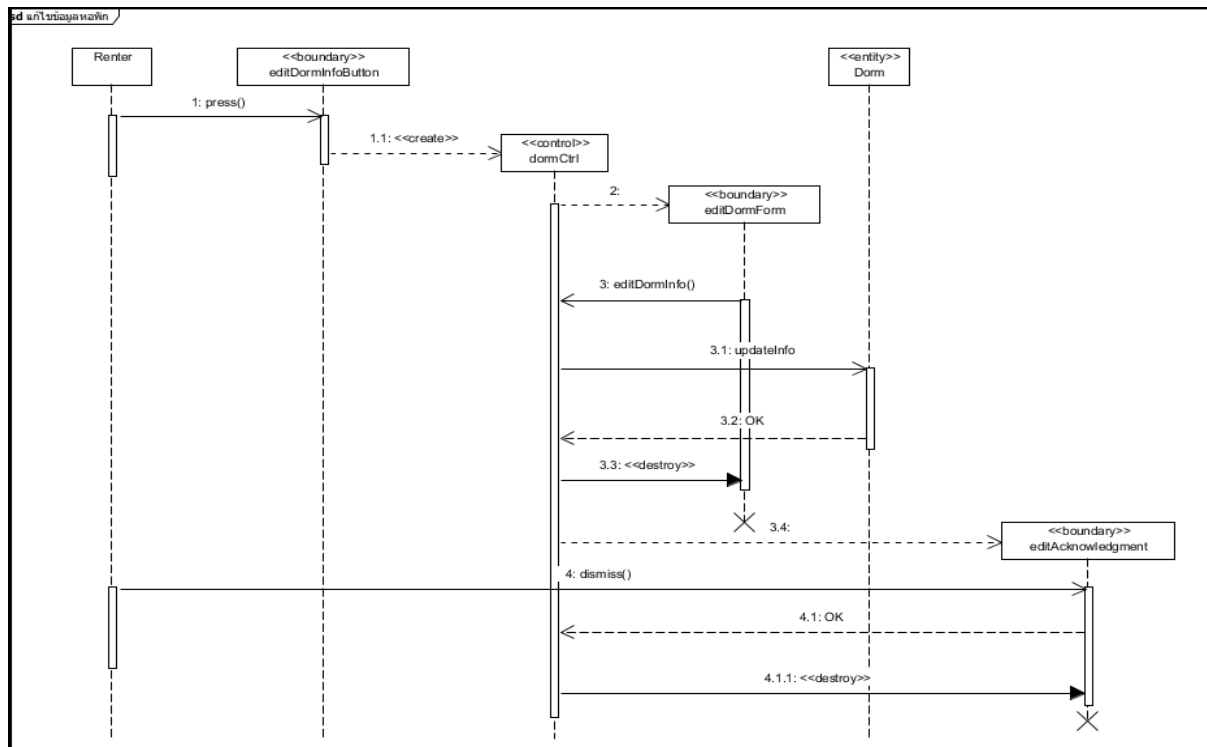 sd แก้ไขข้อมูลหอพัก
Renter
<<boundary>>
editDormInfoButton
<<entity>>
Dorm
1: press()
1.1: <<create>>
<<control>>
dormCtrl
2:
<<boundary>>
editDormForm
3: editDormInfo()
3.1: updateInfo
3.2: OK
3.3: <<destroy>>
3.4:
<<boundary>>
editAcknowledgment
4: dismiss()
4.1: OK
4.1.1: <<destroy>>